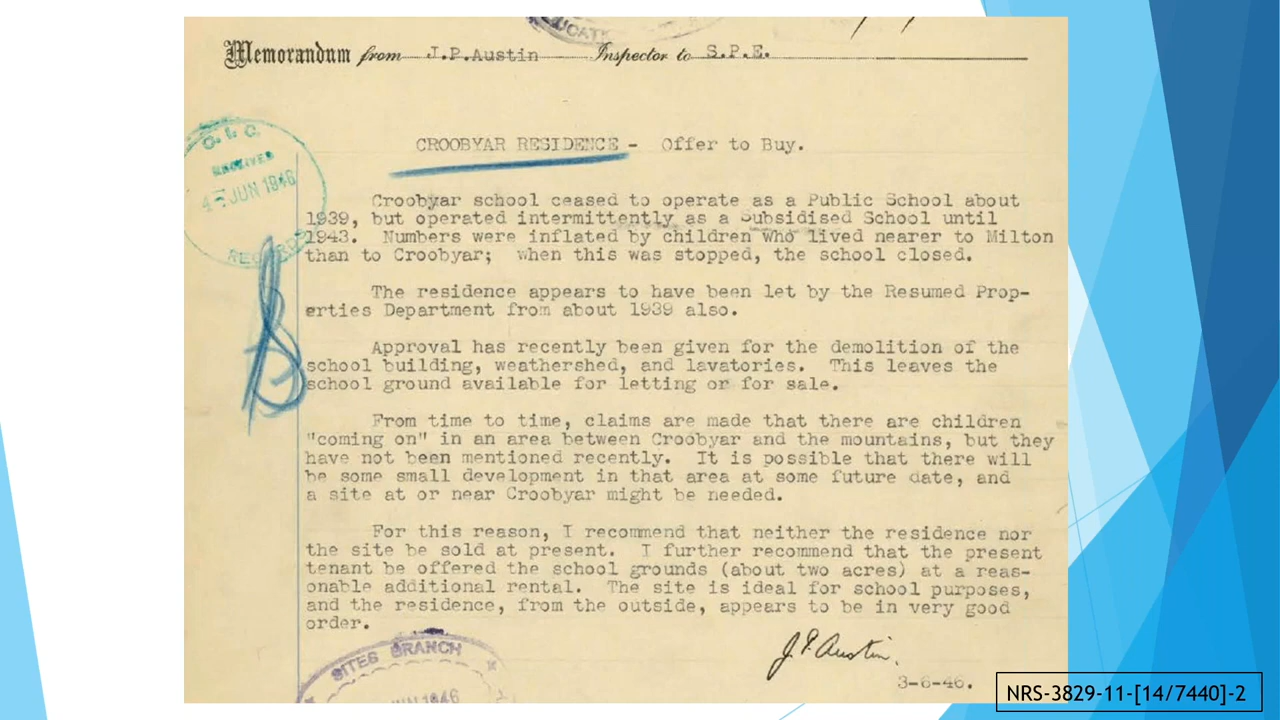 UCAT
Memorandum from J.P.Austin Inspector to S.P.E.
C. I. C.
RECEIVED
4 - JUN 1946
RECORDS
CROOBYAR RESIDENCE - Offer to Buy.
Croobyar school ceased to operate as a Public School about
1939, but operated intermittently as a Subsidised School until
1943. Numbers were inflated by children who lived nearer to Milton
than to Croobyar; when this was stopped, the school closed.
The residence appears to have been let by the Resumed Prop-
erties Department from about 1939 also.
Approval has recently been given for the demolition of the
school building, weathershed, and lavatories. This leaves the
school ground available for letting or for sale.
From time to time, claims are made that there are children
"coming on" in an area between Croobyar and the mountains, but they
have not been mentioned recently. It is possible that there will
be some small development in that area at some future date, and
a site at or near Croobyar might be needed.
For this reason, I recommend that neither the residence nor
the site be sold at present. I further recommend that the present
tenant be offered the school grounds (about two acres) at a reas-
onable additional rental. The site is ideal for school purposes,
and the residence, from the outside, appears to be in very good
order.
J.P. Austin.
3-6-46.
SITES BRANCH
JUN 1946
NRS-3829-11-[14/7440]-2